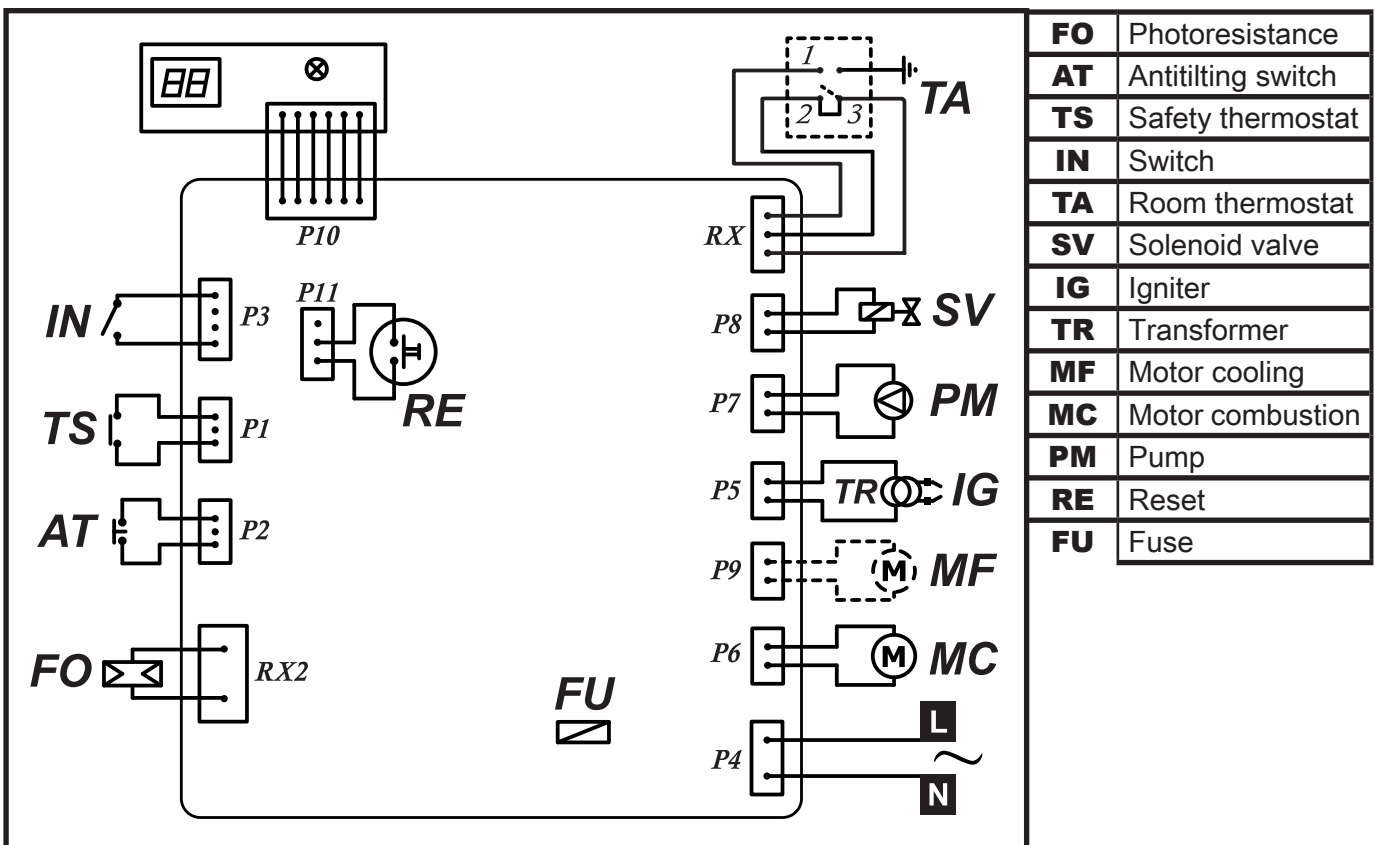 88
1
TA
2 3
P10
RX
IN
P3
P11
P8
SV
RE
TS
P1
P7
PM
P5
TR
IG
AT
P2
P9
MF
M
FO
RX2
P6
M
MC
FU
L
P4
N
FO Photoresistance
AT Antitilting switch
TS Safety thermostat
IN Switch
TA Room thermostat
SV Solenoid valve
IG Igniter
TR Transformer
MF Motor cooling
MC Motor combustion
PM Pump
RE Reset
FU Fuse